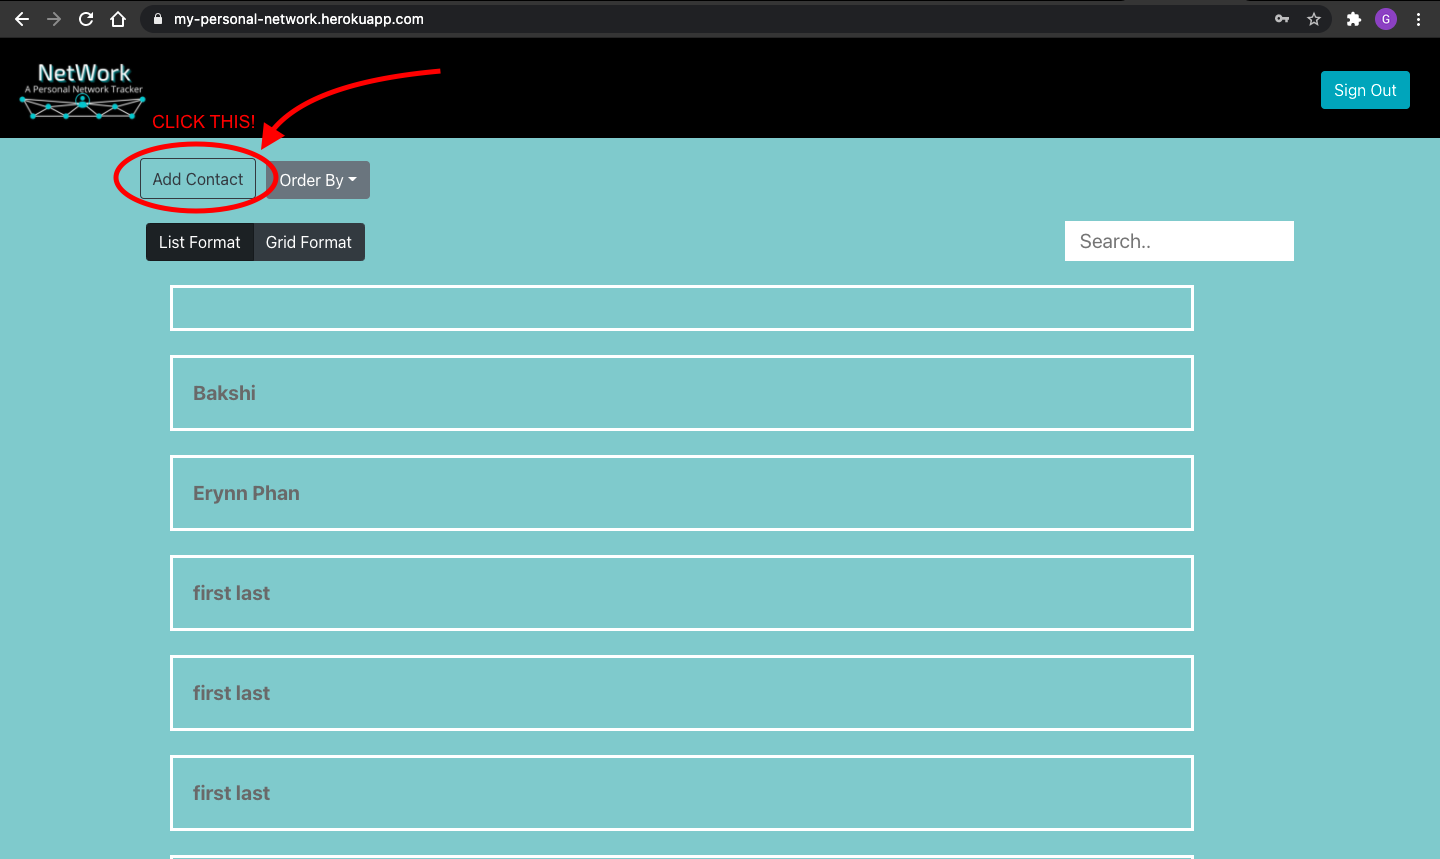 my-personal-network.herokuapp.com
G
NetWork
A Personal Network Tracker
Sign Out
CLICK THIS!
Add Contact
Order By
List Format
Grid Format
Search..
Bakshi
Erynn Phan
first last
first last
first last